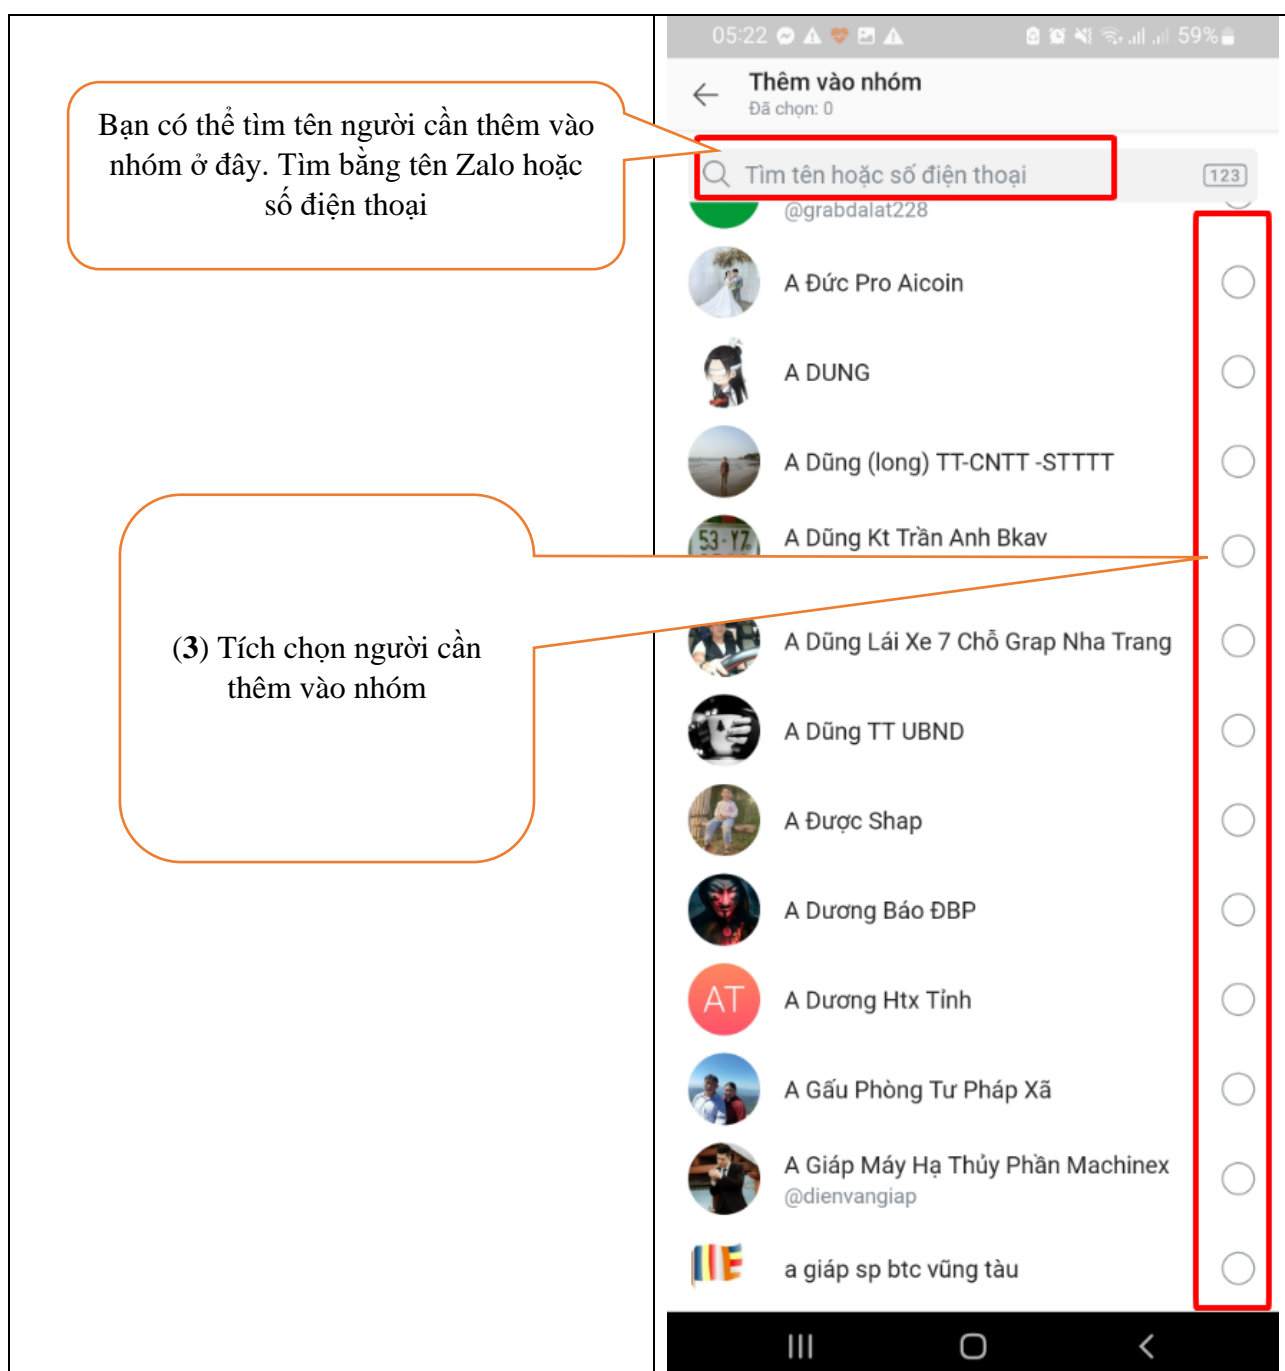 Bạn có thể tìm tên người cần thêm vào
nhóm ở đây. Tìm bằng tên Zalo hoặc
số điện thoại
(3) Tích chọn người cần
thêm vào nhóm
05:22
59%
Thêm vào nhóm
Đã chọn: 0
Tìm tên hoặc số điện thoại
123
@grabdalat228
A Đức Pro Aicoin
A DUNG
A Dũng (long) TT-CNTT -STTTT
53-YZ
A Dũng Kt Trần Anh Bkav
A Dũng Lái Xe 7 Chỗ Grap Nha Trang
A Dũng TT UBND
A Được Shap
A Dương Báo ĐBP
AT
A Dương Htx Tỉnh
A Gấu Phòng Tư Pháp Xã
A Giáp Máy Hạ Thủy Phần Machinex
@dienvangiap
a giáp sp btc vũng tàu